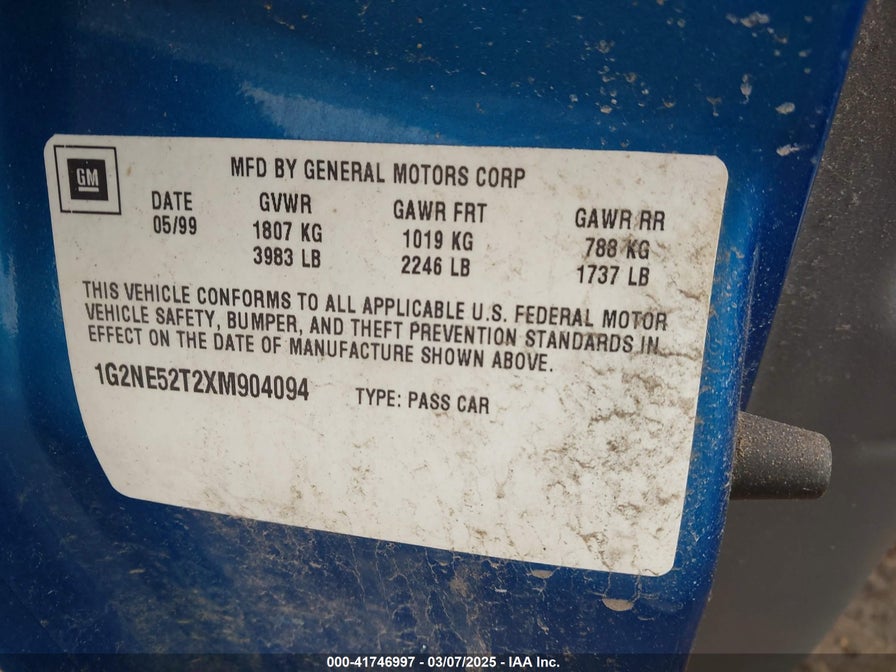 GM
MFD BY GENERAL MOTORS CORP
DATE GVWR GAWR FRT GAWR RR
05/99 1807 KG 1019 KG 788 KG
3983 LB 2246 LB 1737 LB
THIS VEHICLE CONFORMS TO ALL APPLICABLE U.S. FEDERAL MOTOR
VEHICLE SAFETY, BUMPER, AND THEFT PREVENTION STANDARDS IN
EFFECT ON THE DATE OF MANUFACTURE SHOWN ABOVE.
1G2NE52T2XM904094 TYPE: PASS CAR
000-41746997 - 03/07/2025 - IAA Inc.